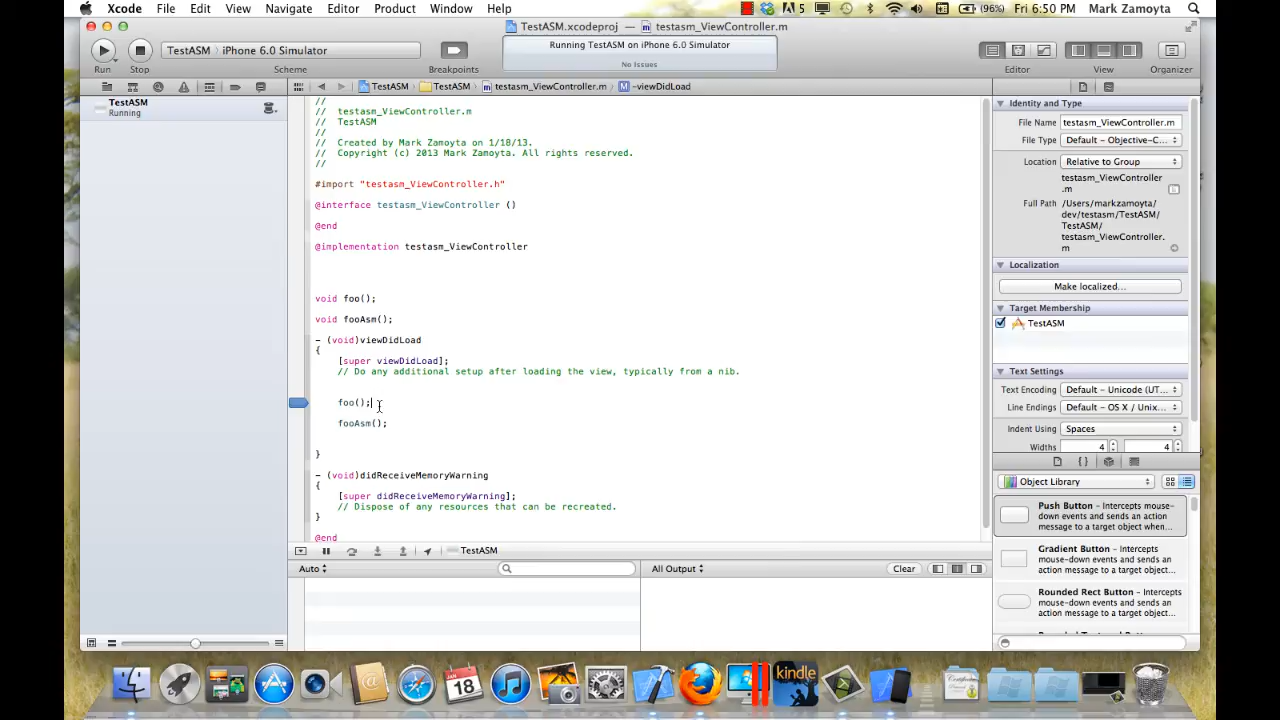 Xcode File Edit View Navigate Editor Product Window Help
5 (96%) Fri 6:50 PM Mark Zamoyta
TestASM.xcodeproj — testasm_ViewController.m
TestASM iPhone 6.0 Simulator
Running TestASM on iPhone 6.0 Simulator
No Issues
Run Stop Scheme Breakpoints Editor View Organizer
TestASM
Running
TestASM TestASM testasm_ViewController.m M -viewDidLoad
//
// testasm_ViewController.m
// TestASM
//
// Created by Mark Zamoyta on 1/18/13.
// Copyright (c) 2013 Mark Zamoyta. All rights reserved.
//
#import "testasm_ViewController.h"
@interface testasm_ViewController ()
@end
@implementation testasm_ViewController
void foo();
void fooAsm();
- (void)viewDidLoad
{
[super viewDidLoad];
// Do any additional setup after loading the view, typically from a nib.
foo();
fooAsm();
}
- (void)didReceiveMemoryWarning
{
[super didReceiveMemoryWarning];
// Dispose of any resources that can be recreated.
}
@end
TestASM
Auto
All Output
Clear
Identity and Type
File Name testasm_ViewController.m
File Type Default - Objective-C...
Location Relative to Group
testasm_ViewController
.m
Full Path /Users/markzamoyta/
dev/testasm/TestASM/
TestASM/
testasm_ViewController.
m
Localization
Make localized...
Target Membership
TestASM
Text Settings
Text Encoding Default - Unicode (UT...
Line Endings Default - OS X / Unix...
Indent Using Spaces
Widths 4 4
{ }
Object Library
Push Button - Intercepts mouse-
down events and sends an action
message to a target object when...
Gradient Button - Intercepts
mouse-down events and sends an
action message to a target object...
Rounded Rect Button - Intercepts
mouse-down events and sends an
action message to a target object...
JAN
18
kindle